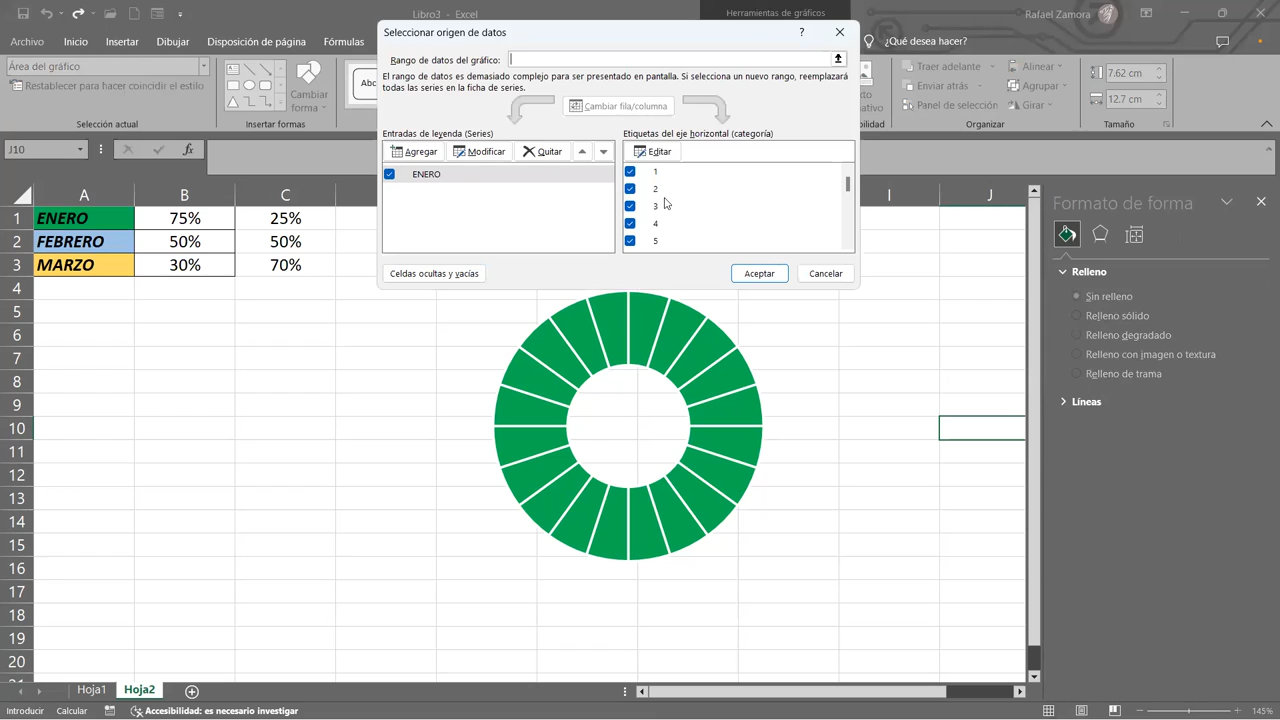 Libro3 - Excel
Herramientas de gráficos
Rafael Zamora
Archivo Inicio Insertar Dibujar Disposición de página Fórmulas
¿Qué desea hacer?
Área del gráfico
Restablecer para hacer coincidir el estilo
Selección actual
Cambiar
forma
Insertar formas
Abc
Traer adelante
Enviar atrás
Panel de selección
Alinear
Agrupar
Girar
Organizar
7.62 cm
12.7 cm
Tamaño
J10
fx
Seleccionar origen de datos
?
Rango de datos del gráfico:
El rango de datos es demasiado complejo para ser presentado en pantalla. Si selecciona un nuevo rango, reemplazará
todas las series en la ficha de series.
Cambiar fila/columna
Entradas de leyenda (Series)
Agregar Modificar Quitar
ENERO
Etiquetas del eje horizontal (categoría)
Editar
1
2
3
4
5
Celdas ocultas y vacías
Aceptar Cancelar
A B C I J
1 ENERO 75% 25%
2 FEBRERO 50% 50%
3 MARZO 30% 70%
4
5
6
7
8
9
10
11
12
13
14
15
16
17
18
19
20
Formato de forma
Relleno
Sin relleno
Relleno sólido
Relleno degradado
Relleno con imagen o textura
Relleno de trama
Líneas
Hoja1 Hoja2
Introducir Calcular Accesibilidad: es necesario investigar
145%